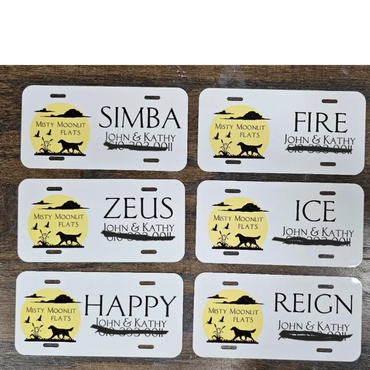 MISTY MOONLIT
FLATS
SIMBA
JOHN & KATHY
MISTY MOONLIT
FLATS
FIRE
JOHN & KATHY
MISTY MOONLIT
FLATS
ZEUS
JOHN & KATHY
MISTY MOONLIT
FLATS
ICE
JOHN & KATHY
MISTY MOONLIT
FLATS
HAPPY
JOHN & KATHY
MISTY MOONLIT
FLATS
REIGN
JOHN & KATHY